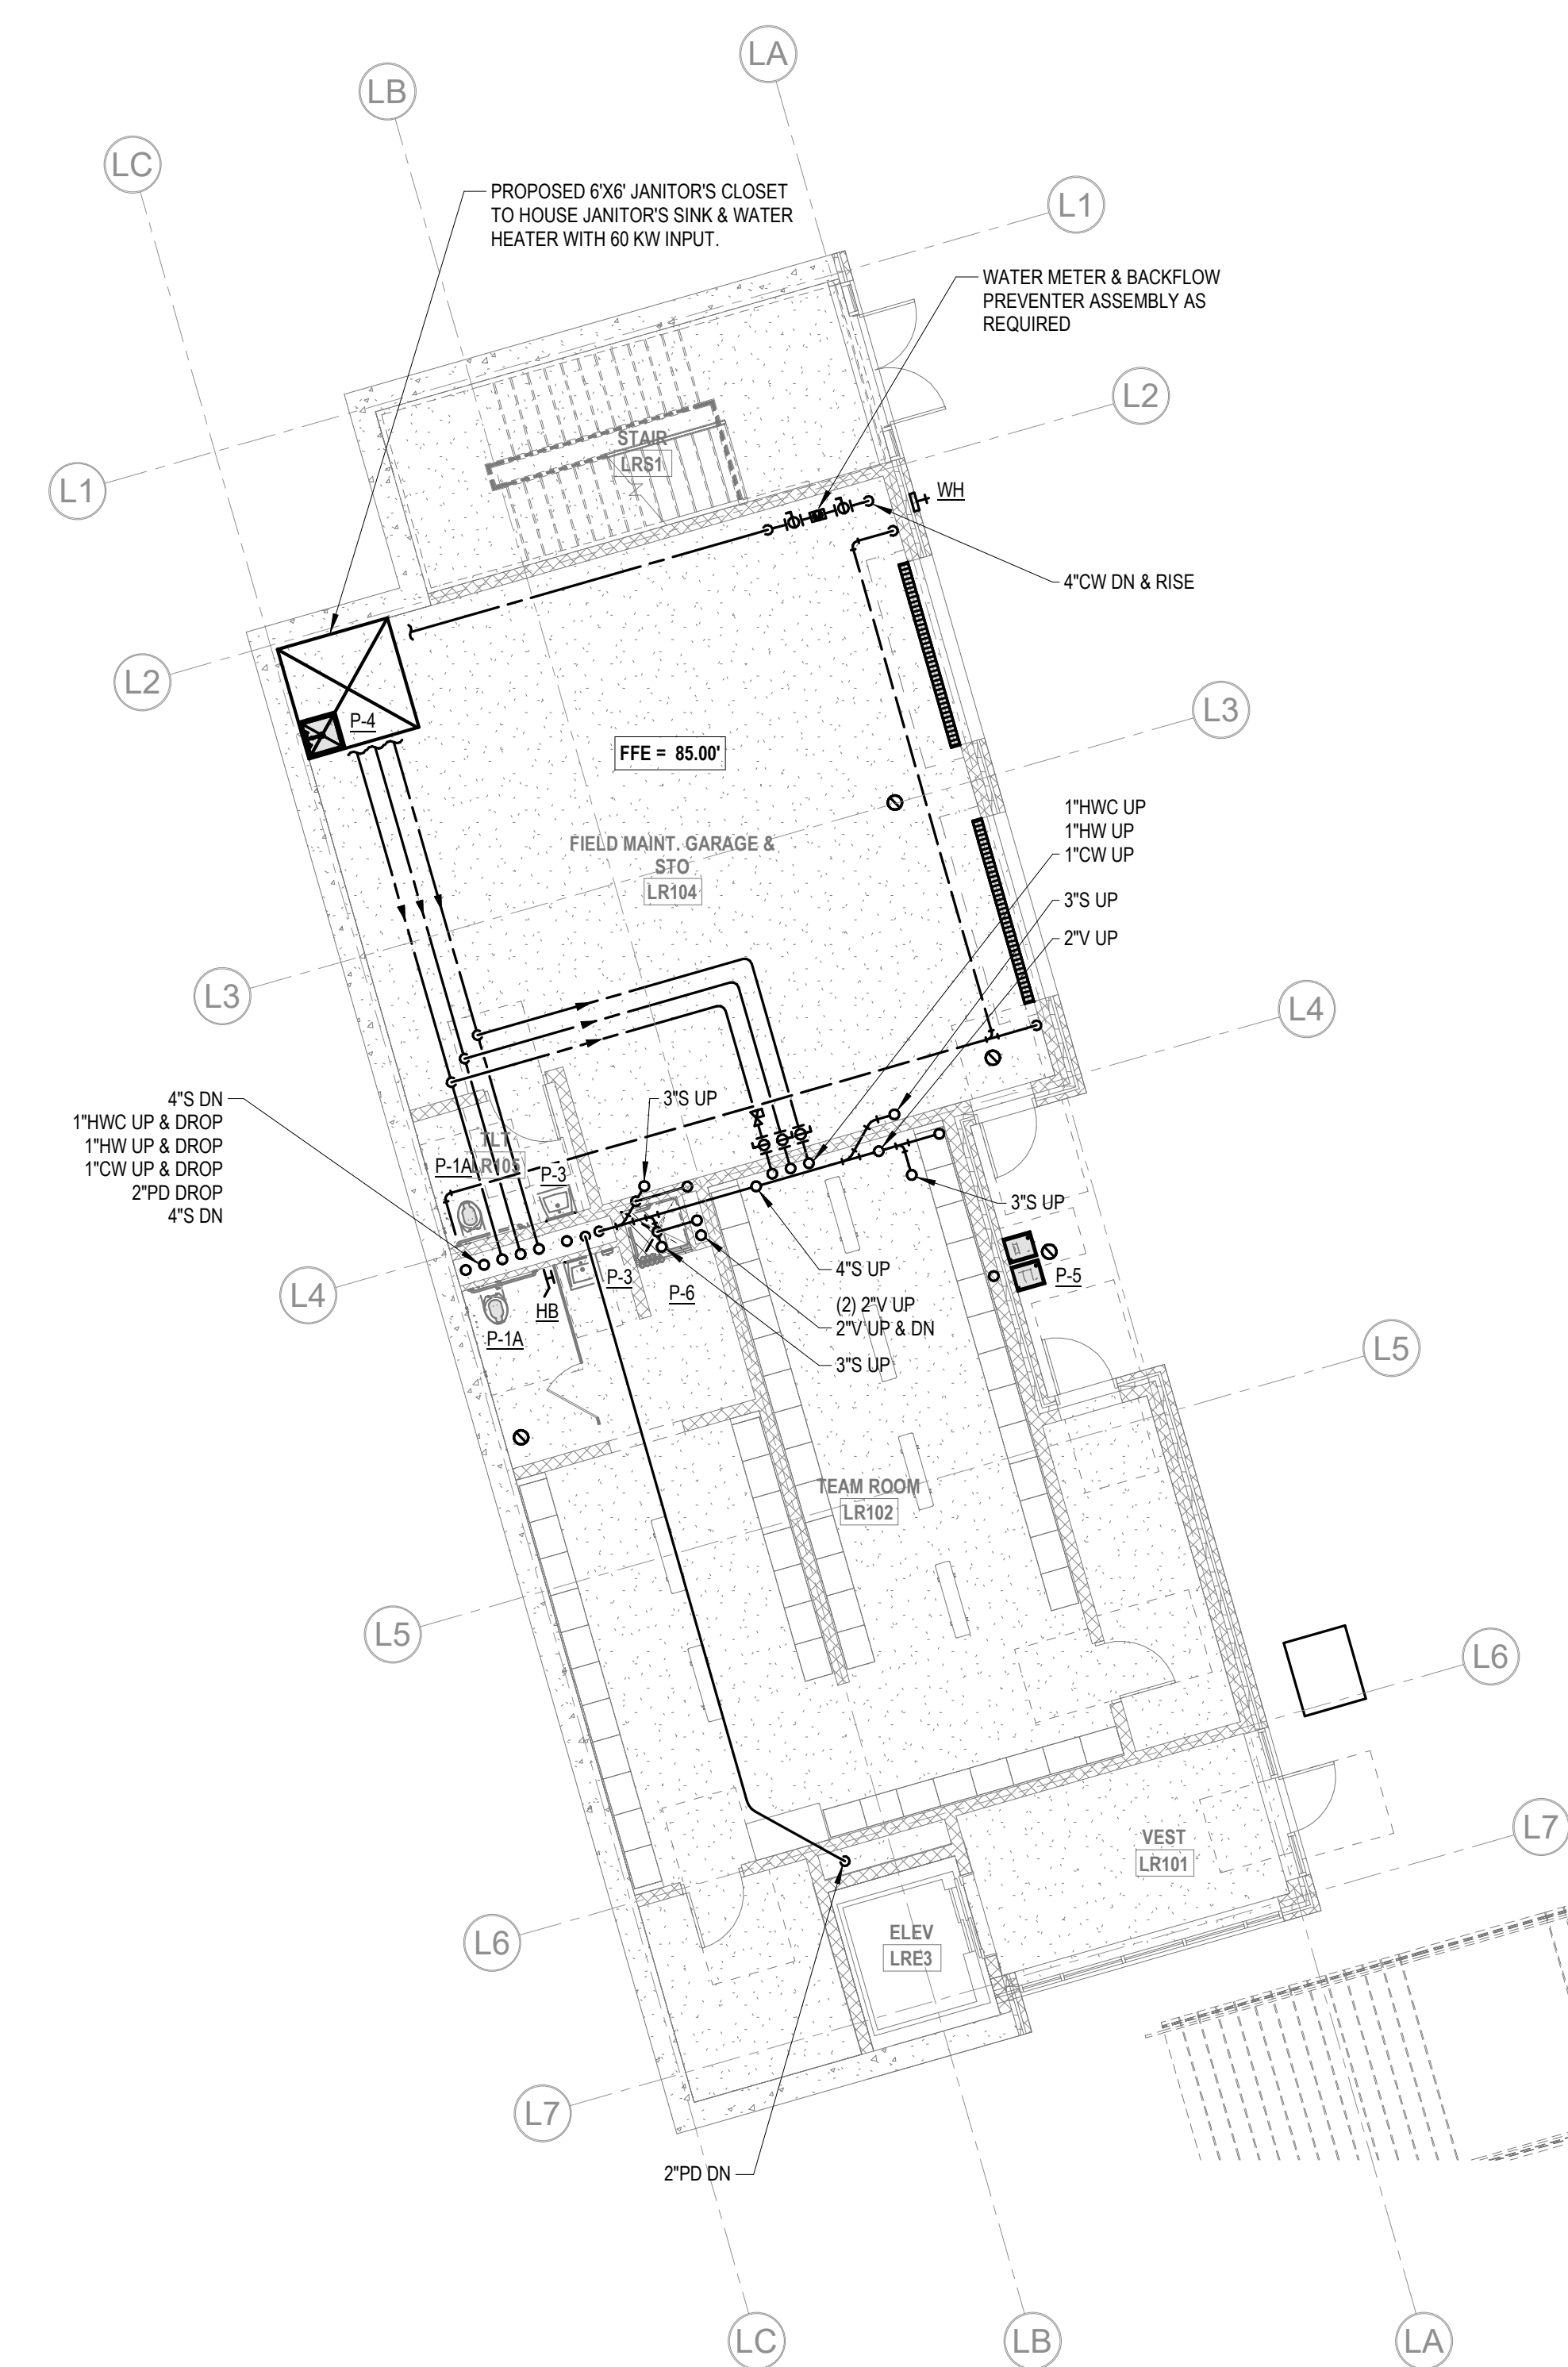 LA
LB
LC
PROPOSED 6'X6' JANITOR'S CLOSET
TO HOUSE JANITOR'S SINK & WATER
HEATER WITH 60 KW INPUT.
L1
WATER METER & BACKFLOW
PREVENTER ASSEMBLY AS
REQUIRED
L2
STAIR
LRS1
L1
WH
4"CW DN & RISE
L2
P-4
L3
FFE = 85.00'
1"HWC UP
1"HW UP
1"CW UP
FIELD MAINT. GARAGE &
STO
LR104
3"S UP
2"V UP
L3
L4
4"S DN
1"HWC UP & DROP
1"HW UP & DROP
1"CW UP & DROP
2"PD DROP
4"S DN
3"S UP
TLT
LR105
P-1A
P-3
3"S UP
4"S UP
P-3
P-5
L4
HB
P-6
(2) 2"V UP
2"V UP & DN
P-1A
3"S UP
L5
TEAM ROOM
LR102
L5
L6
VEST
LR101
L7
L6
ELEV
LRE3
L7
2"PD DN
LC
LB
LA